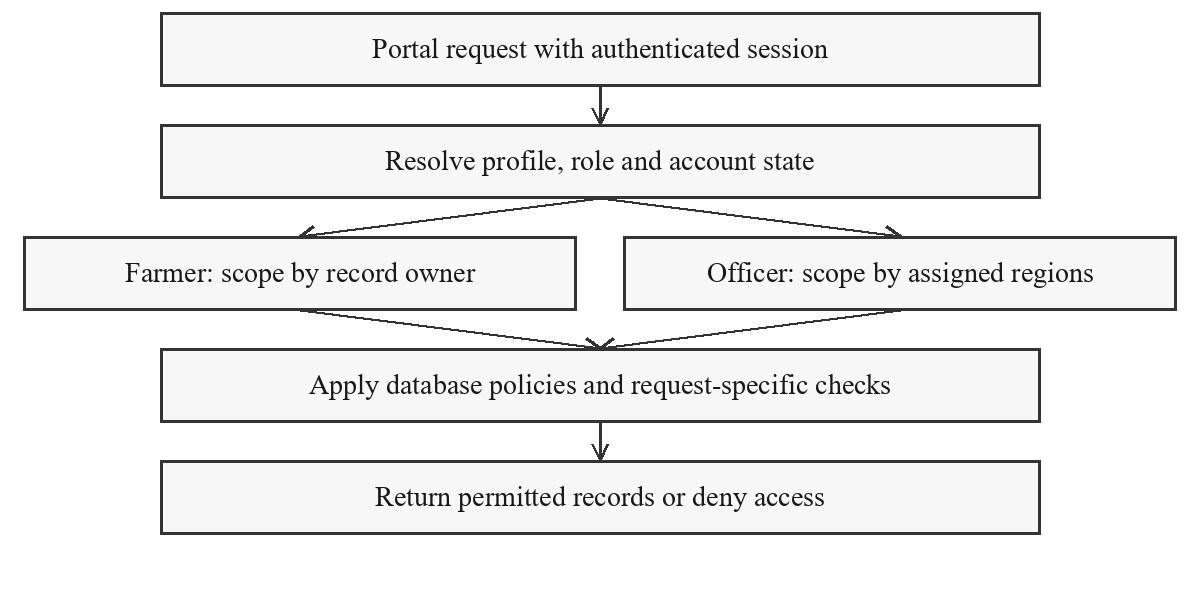 Portal request with authenticated session
Resolve profile, role and account state
Farmer: scope by record owner
Officer: scope by assigned regions
Apply database policies and request-specific checks
Return permitted records or deny access